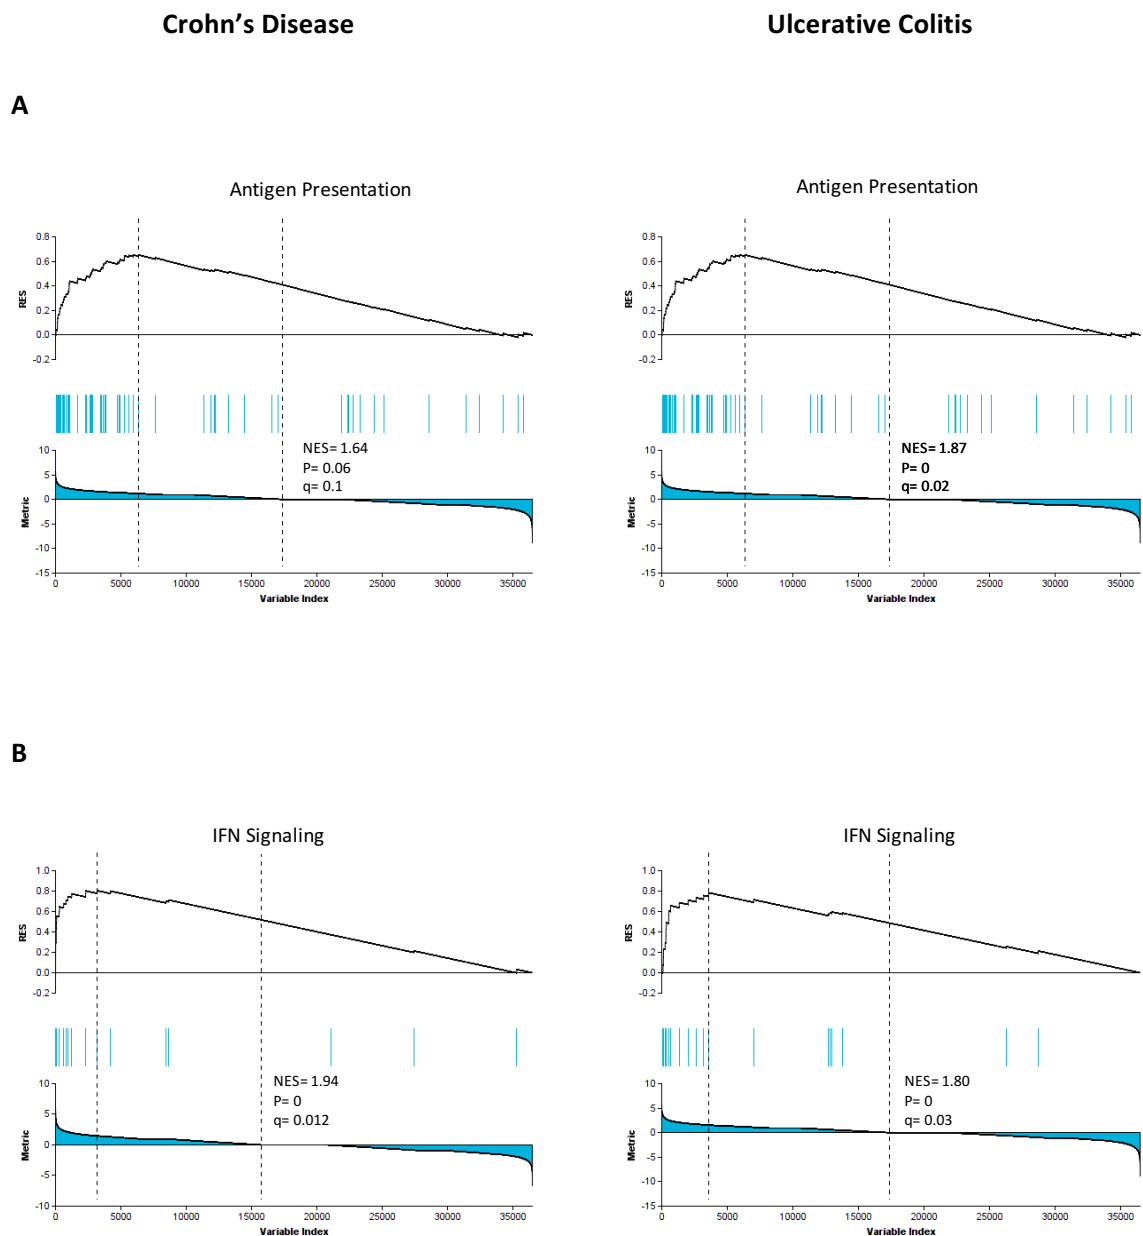 Crohn's Disease
Ulcerative Colitis
A
Antigen Presentation
0.8
0.6
0.4
0.2
0.0
-0.2
RES
NES= 1.64
P= 0.06
q= 0.1
10
5
0
-5
-10
-15
Metric
0 5000 10000 15000 20000 25000 30000 35000
Variable Index
Antigen Presentation
0.8
0.6
0.4
0.2
0.0
-0.2
RES
NES= 1.87
P= 0
q= 0.02
10
5
0
-5
-10
-15
Metric
0 5000 10000 15000 20000 25000 30000 35000
Variable Index
B
IFN Signaling
1.0
0.8
0.6
0.4
0.2
0.0
-0.2
RES
NES= 1.94
P= 0
q= 0.012
10
5
0
-5
-10
Metric
0 5000 10000 15000 20000 25000 30000 35000
Variable Index
IFN Signaling
1.0
0.8
0.6
0.4
0.2
0.0
-0.2
RES
NES= 1.80
P= 0
q= 0.03
10
5
0
-5
-10
-15
Metric
0 5000 10000 15000 20000 25000 30000 35000
Variable Index